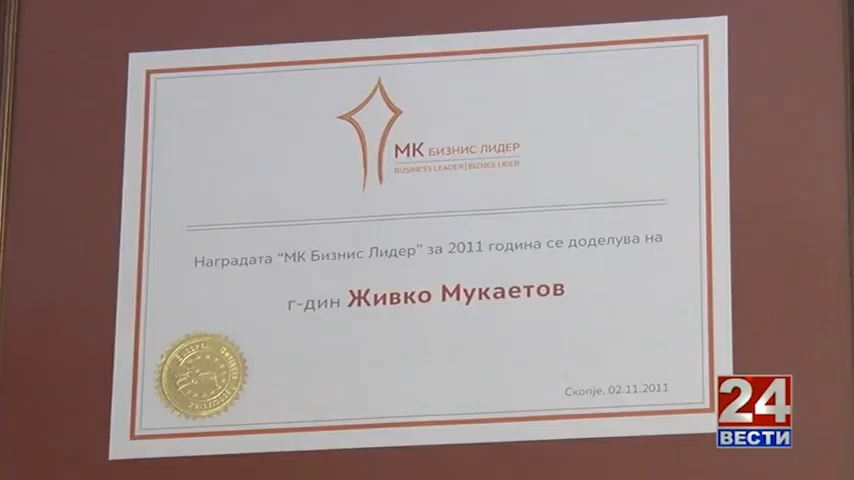 МК БИЗНИС ЛИДЕР
BUSINESS LEADER|BIZNES LIDER
Наградата “МК Бизнис Лидер” за 2011 година се доделува на
г-дин Живко Мукаетов
Скопје, 02.11.2011
24
ВЕСТИ